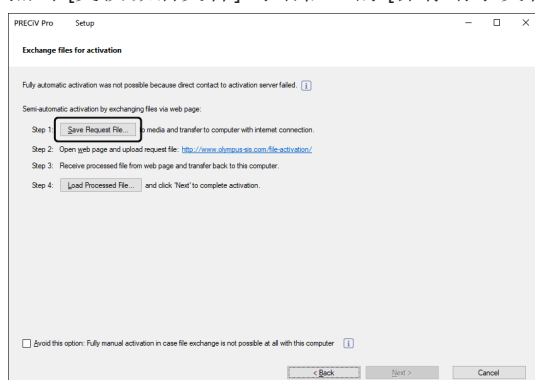 PRECiV Pro Setup
Exchange files for activation
Fully automatic activation was not possible because direct contact to activation server failed. i
Semi-automatic activation by exchanging files via web page:
Step 1: Save Request File... to media and transfer to computer with internet connection.
Step 2: Open web page and upload request file: http://www.olympus-sis.com/file-activation/
Step 3: Receive processed file from web page and transfer back to this computer.
Step 4: Load Processed File... and click 'Next' to complete activation.
Avoid this option: Fully manual activation in case file exchange is not possible at all with this computer i
< Back Next > Cancel